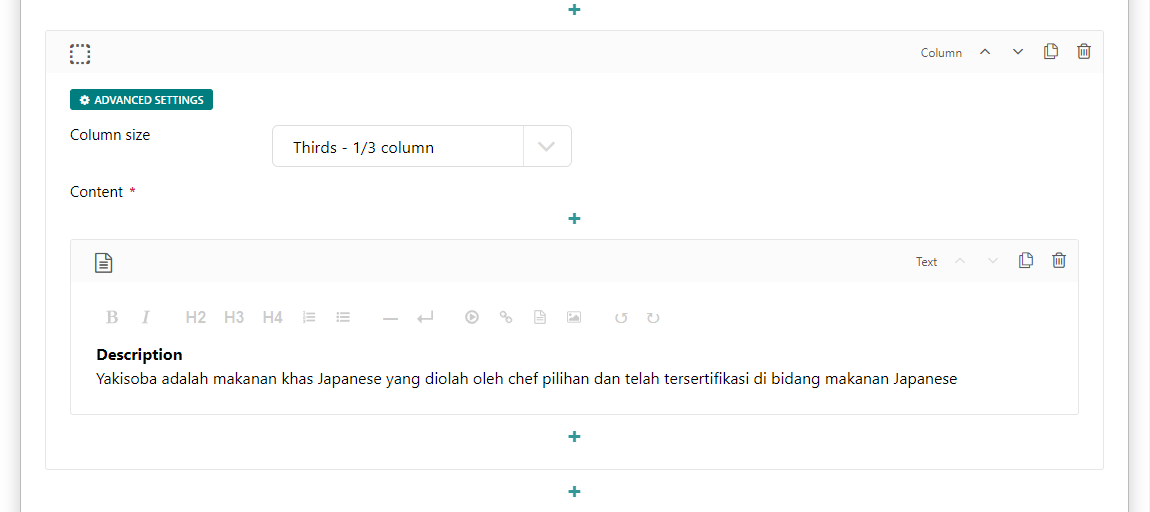 Column
ADVANCED SETTINGS
Column size
Thirds - 1/3 column
Content *
Text
B I H2 H3 H4
Description
Yakisoba adalah makanan khas Japanese yang diolah oleh chef pilihan dan telah tersertifikasi di bidang makanan Japanese